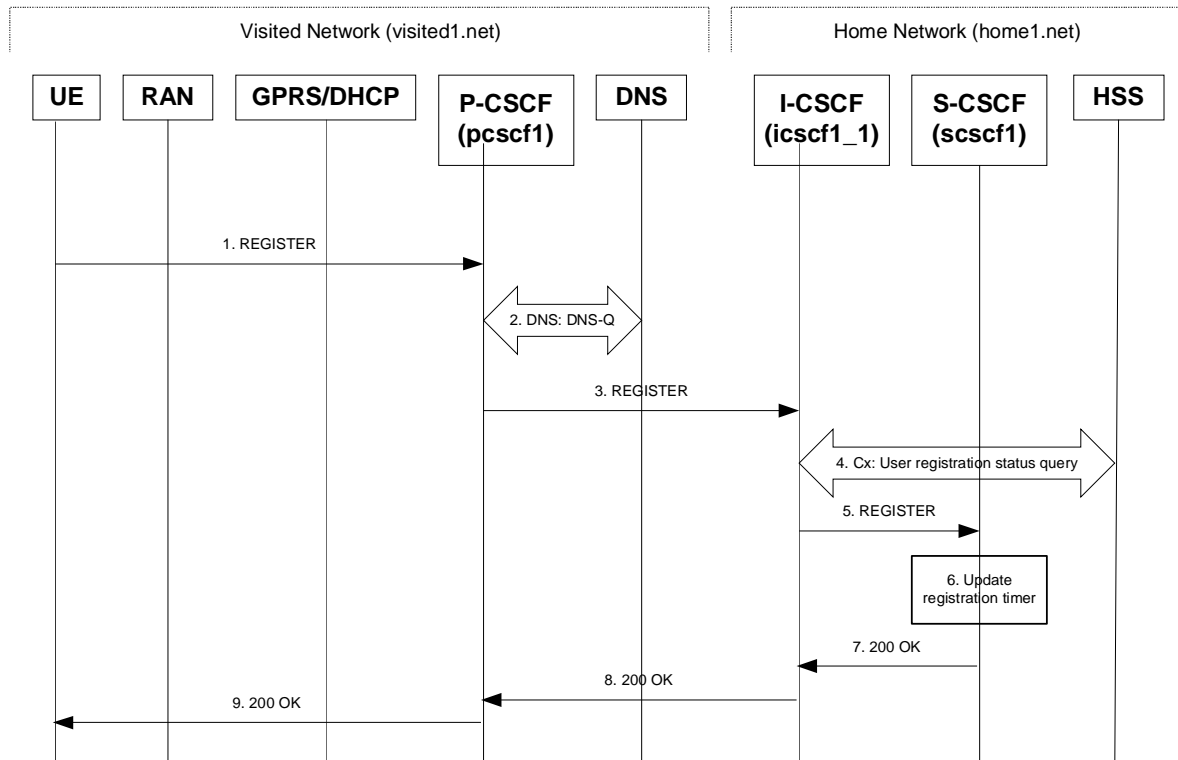 Visited Network (visited1.net)
Home Network (home1.net)
UE
RAN
GPRS/DHCP
P-CSCF
(pcscf1)
DNS
I-CSCF
(icscf1_1)
S-CSCF
(scscf1)
HSS
1. REGISTER
2. DNS: DNS-Q
3. REGISTER
4. Cx: User registration status query
5. REGISTER
6. Update
registration timer
7. 200 OK
8. 200 OK
9. 200 OK